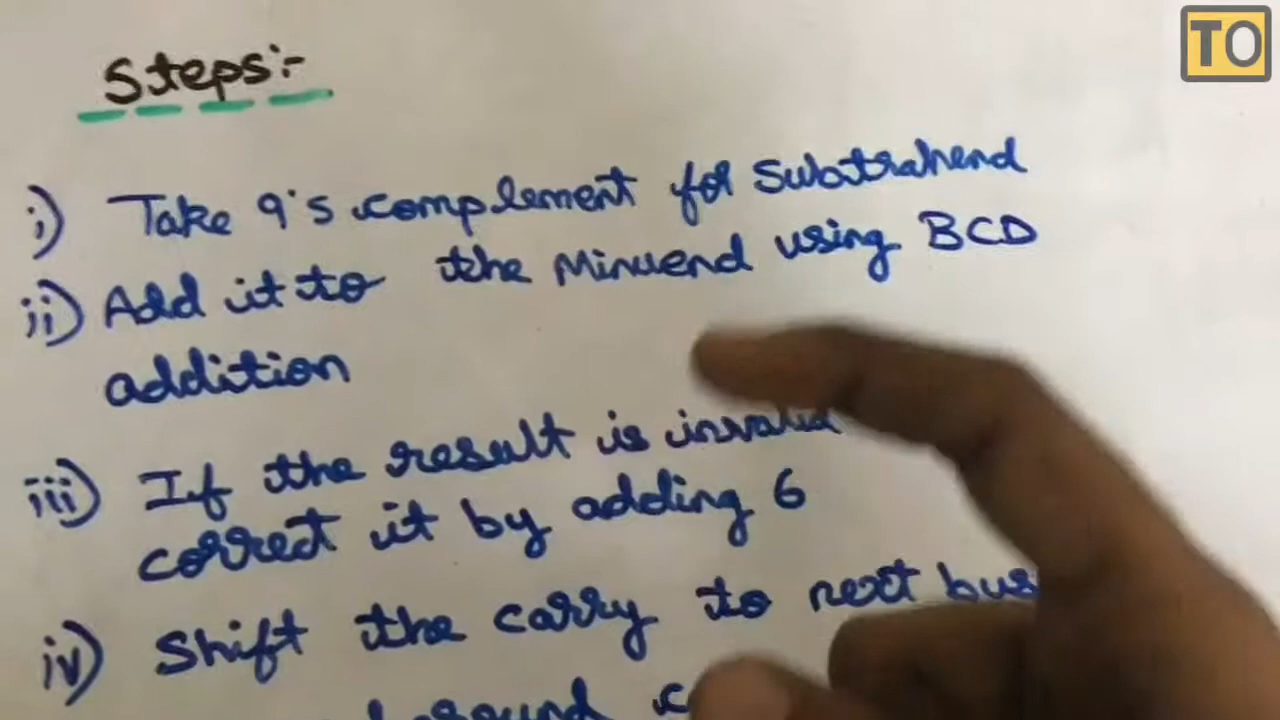 TO
Steps:-
i) Take 9's complement for Subtrahend
ii) Add it to the Minuend using BCD
addition
iii) If the result is invalid
correct it by adding 6
iv) Shift the carry to next
around